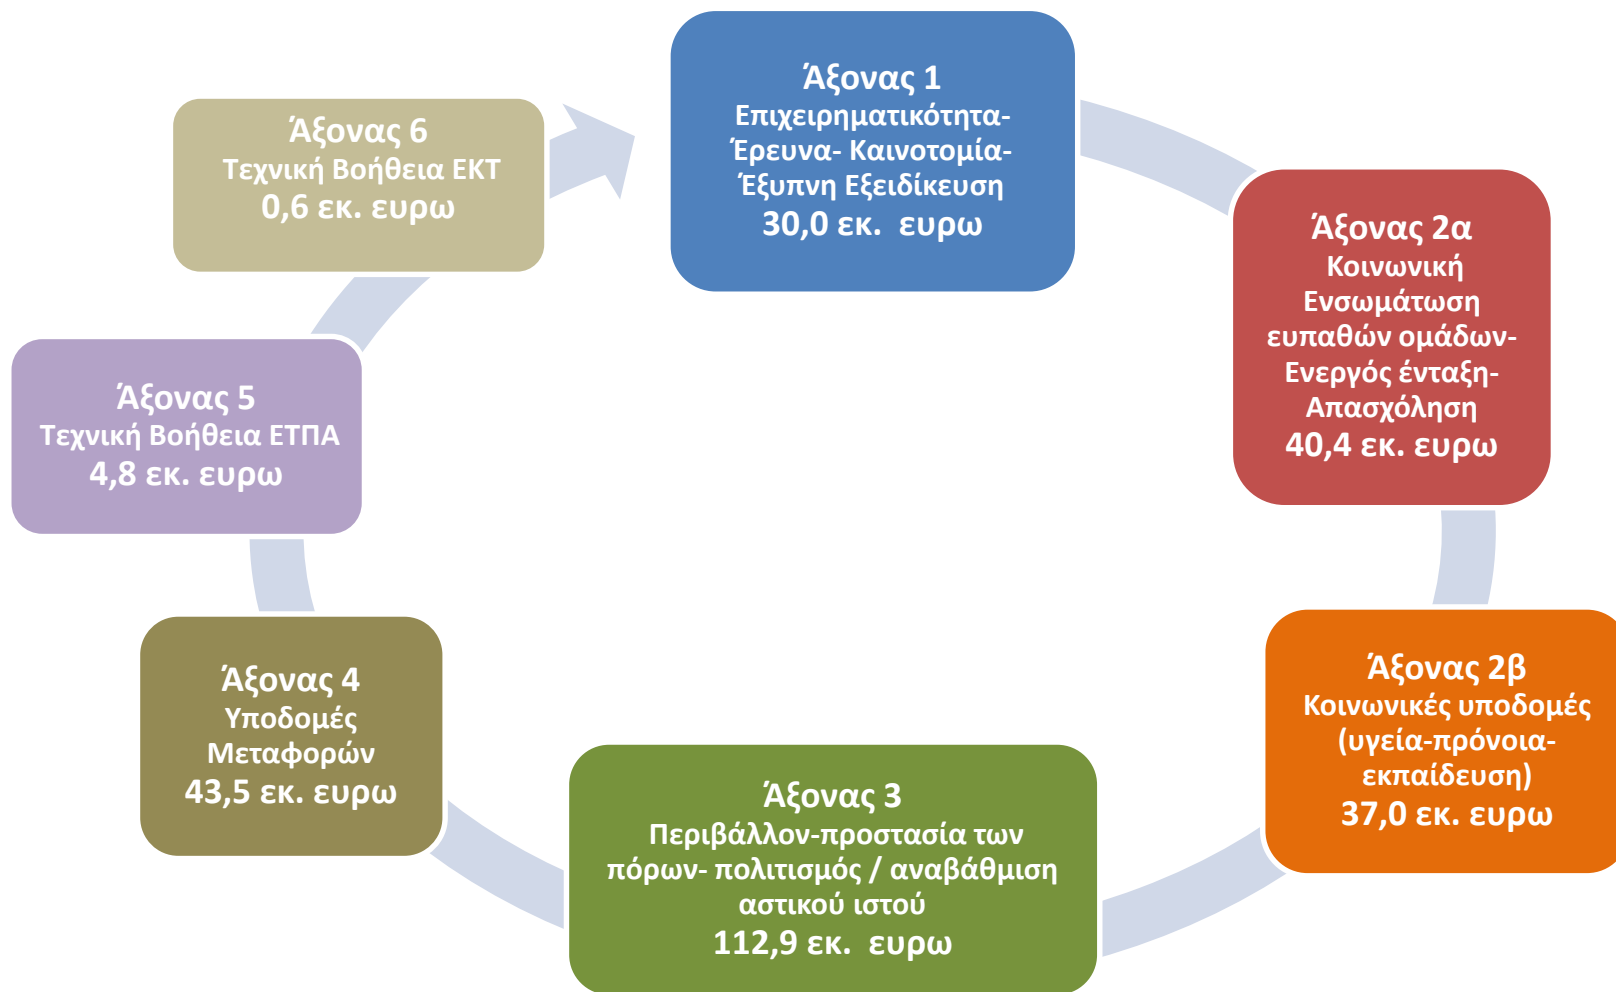 Άξονας 1
Επιχειρηματικότητα-
Έρευνα- Καινοτομία-
Έξυπνη Εξειδίκευση
30,0 εκ. ευρω
Άξονας 2α
Κοινωνική
Ενσωμάτωση
ευπαθών ομάδων-
Ενεργός ένταξη-
Απασχόληση
40,4 εκ. ευρω
Άξονας 2β
Κοινωνικές υποδομές
(υγεία-πρόνοια-
εκπαίδευση)
37,0 εκ. ευρω
Άξονας 3
Περιβάλλον-προστασία των
πόρων- πολιτισμός / αναβάθμιση
αστικού ιστού
112,9 εκ. ευρω
Άξονας 4
Υποδομές
Μεταφορών
43,5 εκ. ευρω
Άξονας 5
Τεχνική Βοήθεια ΕΤΠΑ
4,8 εκ. ευρω
Άξονας 6
Τεχνική Βοήθεια ΕΚΤ
0,6 εκ. ευρω